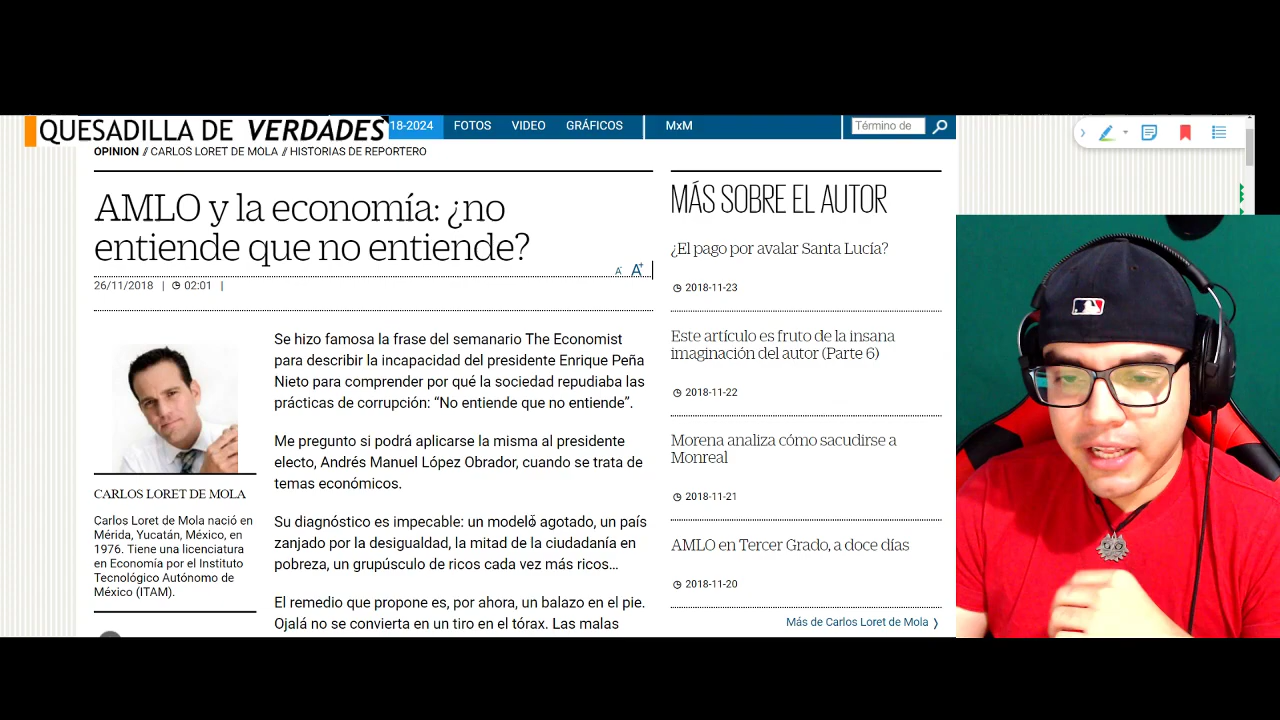 QUESADILLA DE VERDADES
18-2024 FOTOS VIDEO GRÁFICOS MxM Término de
OPINION // CARLOS LORET DE MOLA // HISTORIAS DE REPORTERO
AMLO y la economía: ¿no
entiende que no entiende?
A- A+
26/11/2018 | 02:01 |
CARLOS LORET DE MOLA
Carlos Loret de Mola nació en
Mérida, Yucatán, México, en
1976. Tiene una licenciatura
en Economía por el Instituto
Tecnológico Autónomo de
México (ITAM).
Se hizo famosa la frase del semanario The Economist
para describir la incapacidad del presidente Enrique Peña
Nieto para comprender por qué la sociedad repudiaba las
prácticas de corrupción: “No entiende que no entiende”.
Me pregunto si podrá aplicarse la misma al presidente
electo, Andrés Manuel López Obrador, cuando se trata de
temas económicos.
Su diagnóstico es impecable: un modelo agotado, un país
zanjado por la desigualdad, la mitad de la ciudadanía en
pobreza, un grupúsculo de ricos cada vez más ricos…
El remedio que propone es, por ahora, un balazo en el pie.
Ojalá no se convierta en un tiro en el tórax. Las malas
MÁS SOBRE EL AUTOR
¿El pago por avalar Santa Lucía?
2018-11-23
Este artículo es fruto de la insana
imaginación del autor (Parte 6)
2018-11-22
Morena analiza cómo sacudirse a
Monreal
2018-11-21
AMLO en Tercer Grado, a doce días
2018-11-20
Más de Carlos Loret de Mola ❭